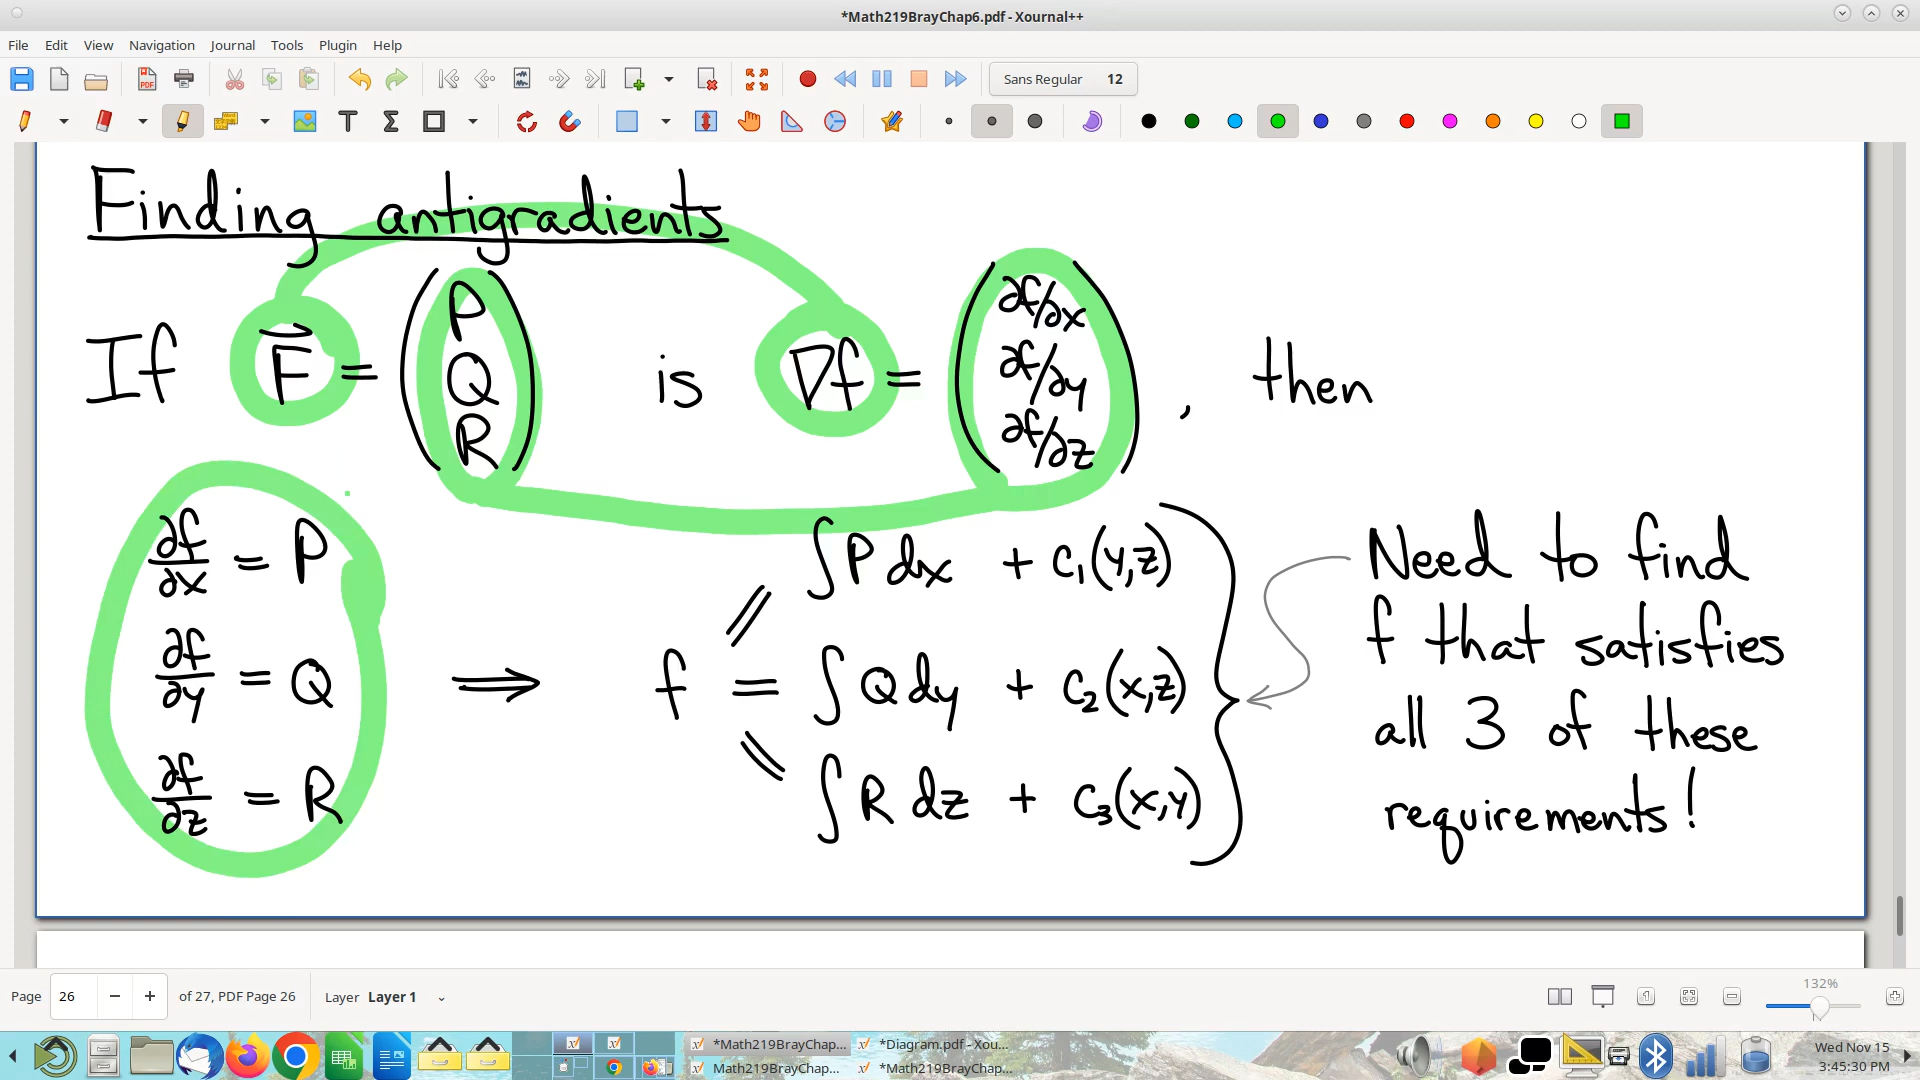 *Math219BrayChap6.pdf - Xournal++
File Edit View Navigation Journal Tools Plugin Help
Sans Regular 12
Finding antigradients
If F⃗ = (P Q R) is ∇f = (∂f/∂x ∂f/∂y ∂f/∂z), then
∂f/∂x = P
∂f/∂y = Q
∂f/∂z = R
⟹ f
= ∫P dx + c₁(y,z)
= ∫Q dy + c₂(x,z)
= ∫R dz + c₃(x,y)
Need to find
f that satisfies
all 3 of these
requirements!
Page 26 of 27, PDF Page 26 Layer Layer 1
132%
*Math219BrayChap... *Diagram.pdf - Xou...
Math219BrayChap... *Math219BrayChap...
Wed Nov 15
3:45:30 PM